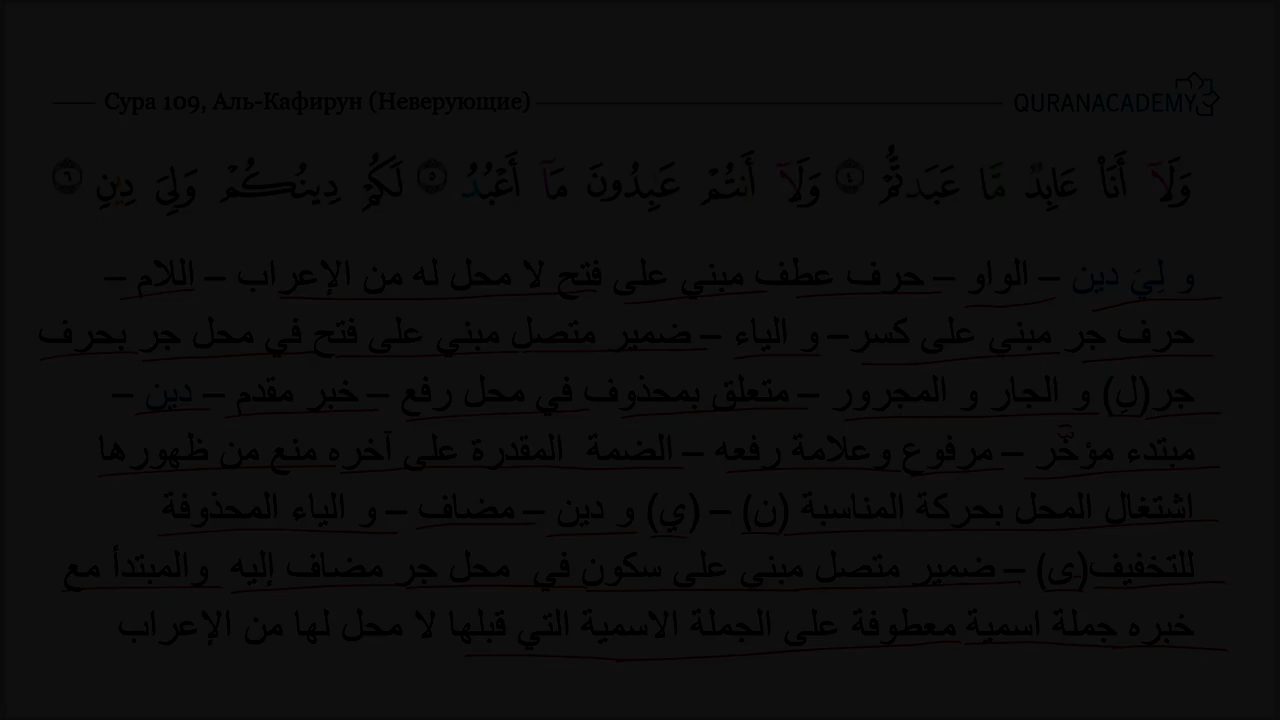 Сура 109, Аль-Кафирун (Неверующие)
QURANACADEMY
وَلَآ أَنَا۠ عَابِدٌ مَّا عَبَدتُّمْ ٤ وَلَآ أَنتُمْ عَٰبِدُونَ مَآ أَعْبُدُ ٥ لَكُمْ دِينُكُمْ وَلِىَ دِينِ ٦
و لِيَ دين – الواو – حرف عطف مبني على فتح لا محل له من الإعراب – اللام –
حرف جر مبني على كسر– و الياء – ضمير متصل مبني على فتح في محل جر بحرف
جر(لِ) و الجار و المجرور – متعلق بمحذوف في محل رفع – خبر مقدم – دين –
مبتدء مؤخَّر – مرفوع وعلامة رفعه – الضمة المقدرة على آخره منع من ظهورها
اشتغال المحل بحركة المناسبة (ن) – (ي) و دين – مضاف – و الياء المحذوفة
للتخفيف(ى) – ضمير متصل مبني على سكون في محل جر مضاف إليه والمبتدأ مع
خبره جملة اسمية معطوفة على الجملة الاسمية التي قبلها لا محل لها من الإعراب